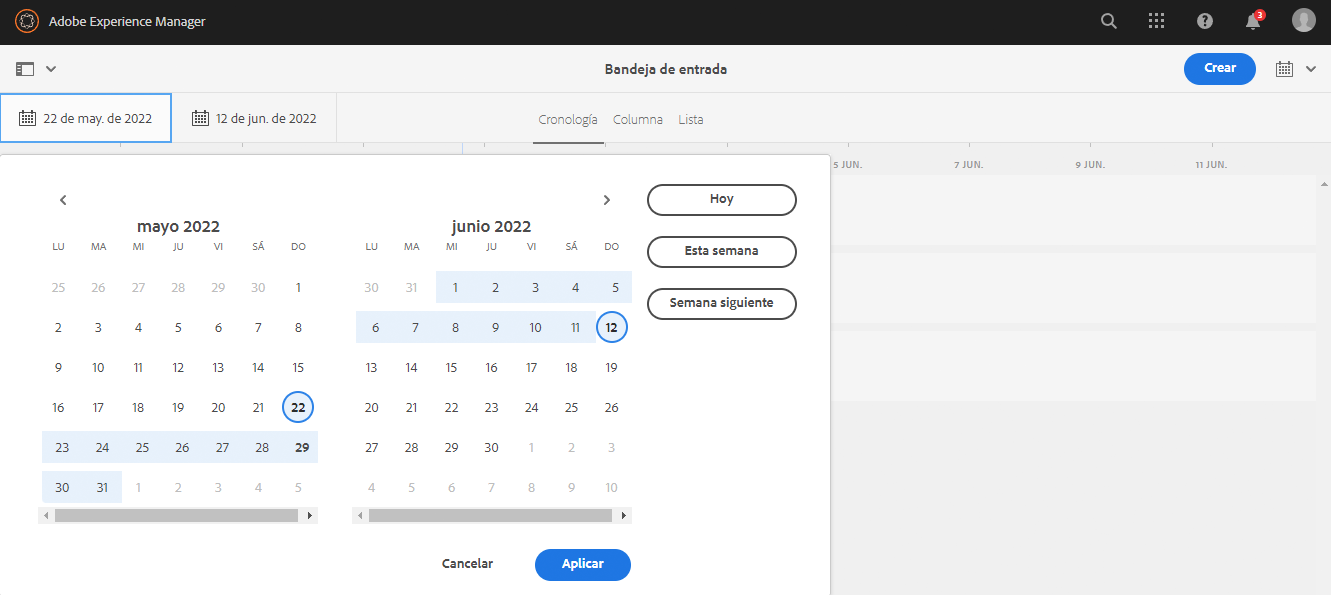 Adobe Experience Manager
3
Bandeja de entrada
Crear
22 de may. de 2022
12 de jun. de 2022
Cronología Columna Lista
5 JUN. 7 JUN. 9 JUN. 11 JUN.
mayo 2022
LU MA MI JU VI SÁ DO
25 26 27 28 29 30 1
2 3 4 5 6 7 8
9 10 11 12 13 14 15
16 17 18 19 20 21 22
23 24 25 26 27 28 29
30 31 1 2 3 4 5
junio 2022
LU MA MI JU VI SÁ DO
30 31 1 2 3 4 5
6 7 8 9 10 11 12
13 14 15 16 17 18 19
20 21 22 23 24 25 26
27 28 29 30 1 2 3
4 5 6 7 8 9 10
Hoy
Esta semana
Semana siguiente
Cancelar
Aplicar